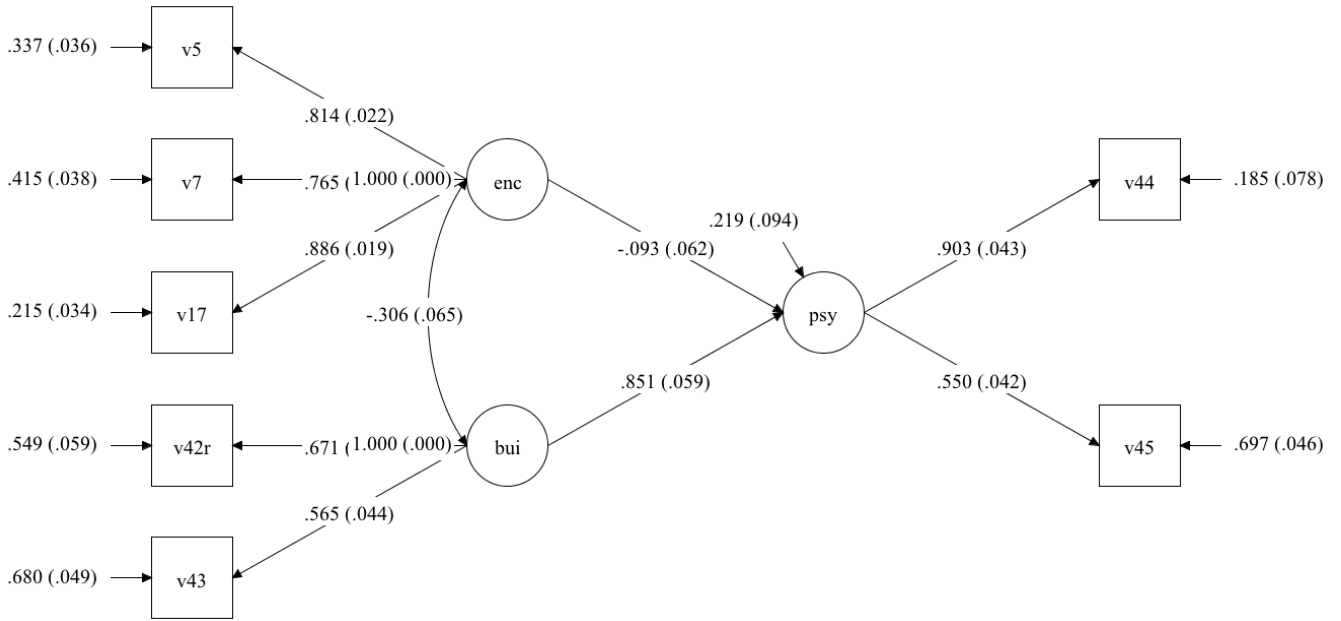 .337 (.036)
v5
.814 (.022)
.415 (.038)
v7
.765 (
1.000 (.000)
enc
v44
.185 (.078)
.219 (.094)
.886 (.019)
-.093 (.062)
.903 (.043)
.215 (.034)
v17
-.306 (.065)
psy
.851 (.059)
.550 (.042)
.549 (.059)
v42r
.671 (
1.000 (.000)
bui
v45
.697 (.046)
.565 (.044)
.680 (.049)
v43